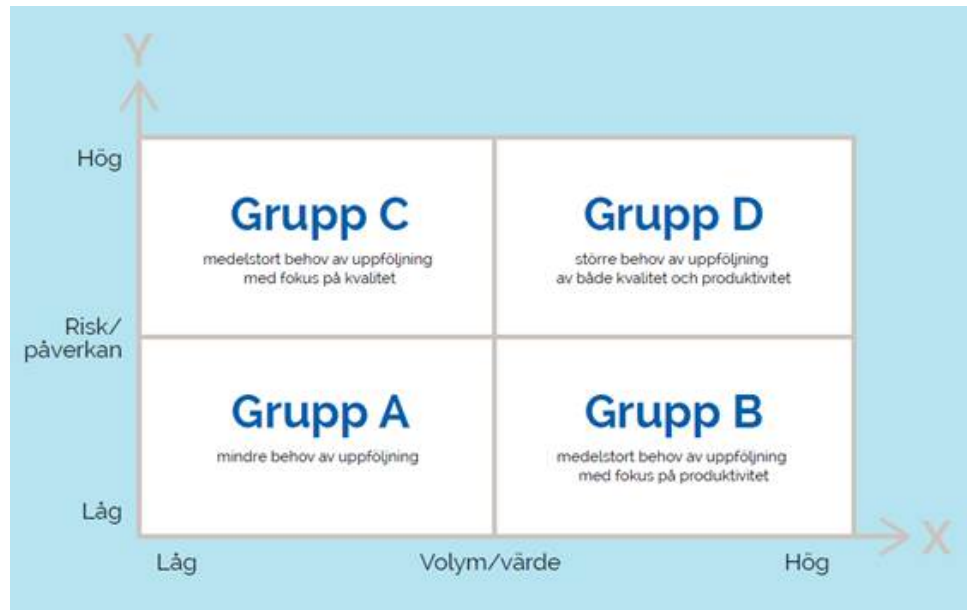 Y
Hög
Grupp C
medelstort behov av uppföljning
med fokus på kvalitet
Grupp D
större behov av uppföljning
av både kvalitet och produktivitet
Risk/
påverkan
Grupp A
mindre behov av uppföljning
Grupp B
medelstort behov av uppföljning
med fokus på produktivitet
Låg
X
Låg
Volym/värde
Hög